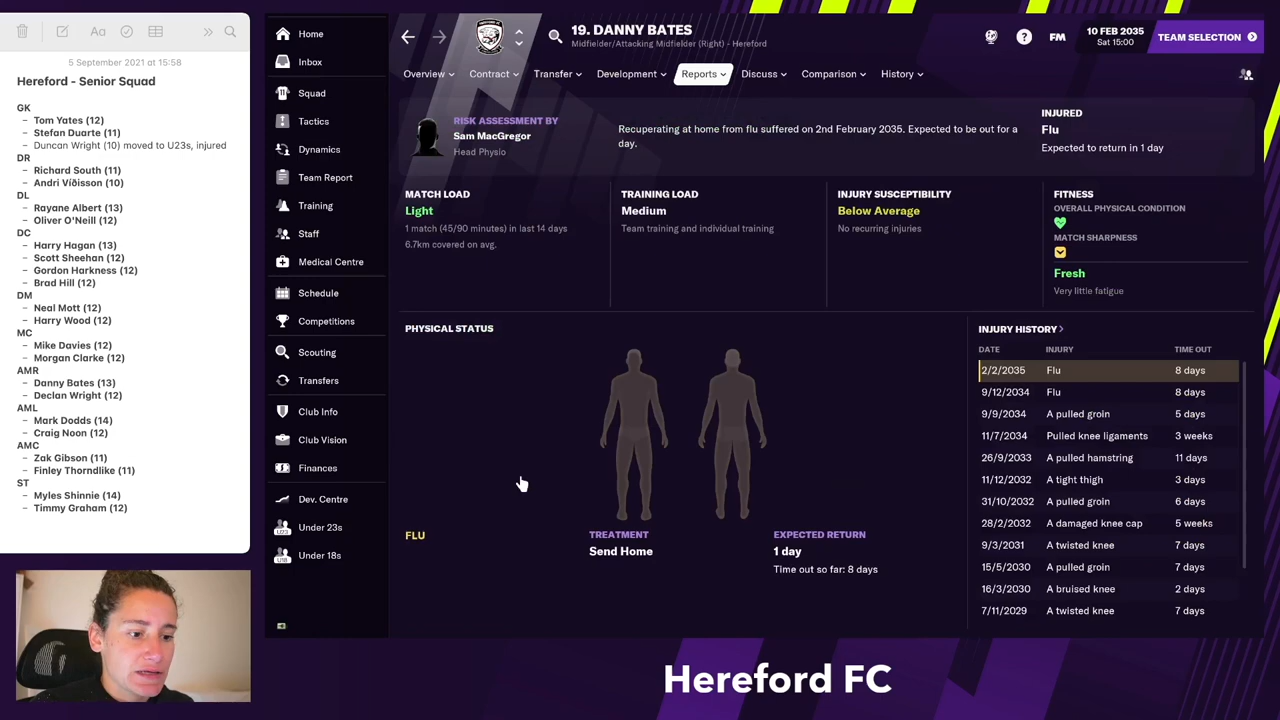 5 September 2021 at 15:58
Hereford - Senior Squad
GK
– Tom Yates (12)
– Stefan Duarte (11)
– Duncan Wright (10) moved to U23s, injured
DR
– Richard South (11)
– Andri Víðisson (10)
DL
– Rayane Albert (13)
– Oliver O'Neill (12)
DC
– Harry Hagan (13)
– Scott Sheehan (12)
– Gordon Harkness (12)
– Brad Hill (12)
DM
– Neal Mott (12)
– Harry Wood (12)
MC
– Mike Davies (12)
– Morgan Clarke (12)
AMR
– Danny Bates (13)
– Declan Wright (12)
AML
– Mark Dodds (14)
– Craig Noon (12)
AMC
– Zak Gibson (11)
– Finley Thorndlike (11)
ST
– Myles Shinnie (14)
– Timmy Graham (12)
Aa
Home
Inbox
Squad
Tactics
Dynamics
Team Report
Training
Staff
Medical Centre
Schedule
Competitions
Scouting
Transfers
Club Info
Club Vision
Finances
Dev. Centre
Under 23s
Under 18s
19. DANNY BATES
Midfielder/Attacking Midfielder (Right) - Hereford
FM
10 FEB 2035
Sat 15:00
TEAM SELECTION
Overview Contract Transfer Development Reports Discuss Comparison History
RISK ASSESSMENT BY
Sam MacGregor
Head Physio
Recuperating at home from flu suffered on 2nd February 2035. Expected to be out for a
day.
INJURED
Flu
Expected to return in 1 day
MATCH LOAD
Light
1 match (45/90 minutes) in last 14 days
6.7km covered on avg.
TRAINING LOAD
Medium
Team training and individual training
INJURY SUSCEPTIBILITY
Below Average
No recurring injuries
FITNESS
OVERALL PHYSICAL CONDITION
MATCH SHARPNESS
Fresh
Very little fatigue
PHYSICAL STATUS
FLU
TREATMENT
Send Home
EXPECTED RETURN
1 day
Time out so far: 8 days
INJURY HISTORY
DATE INJURY TIME OUT
2/2/2035 Flu 8 days
9/12/2034 Flu 8 days
9/9/2034 A pulled groin 5 days
11/7/2034 Pulled knee ligaments 3 weeks
26/9/2033 A pulled hamstring 11 days
11/12/2032 A tight thigh 3 days
31/10/2032 A pulled groin 6 days
28/2/2032 A damaged knee cap 5 weeks
9/3/2031 A twisted knee 7 days
15/5/2030 A pulled groin 7 days
16/3/2030 A bruised knee 2 days
7/11/2029 A twisted knee 7 days
Hereford FC